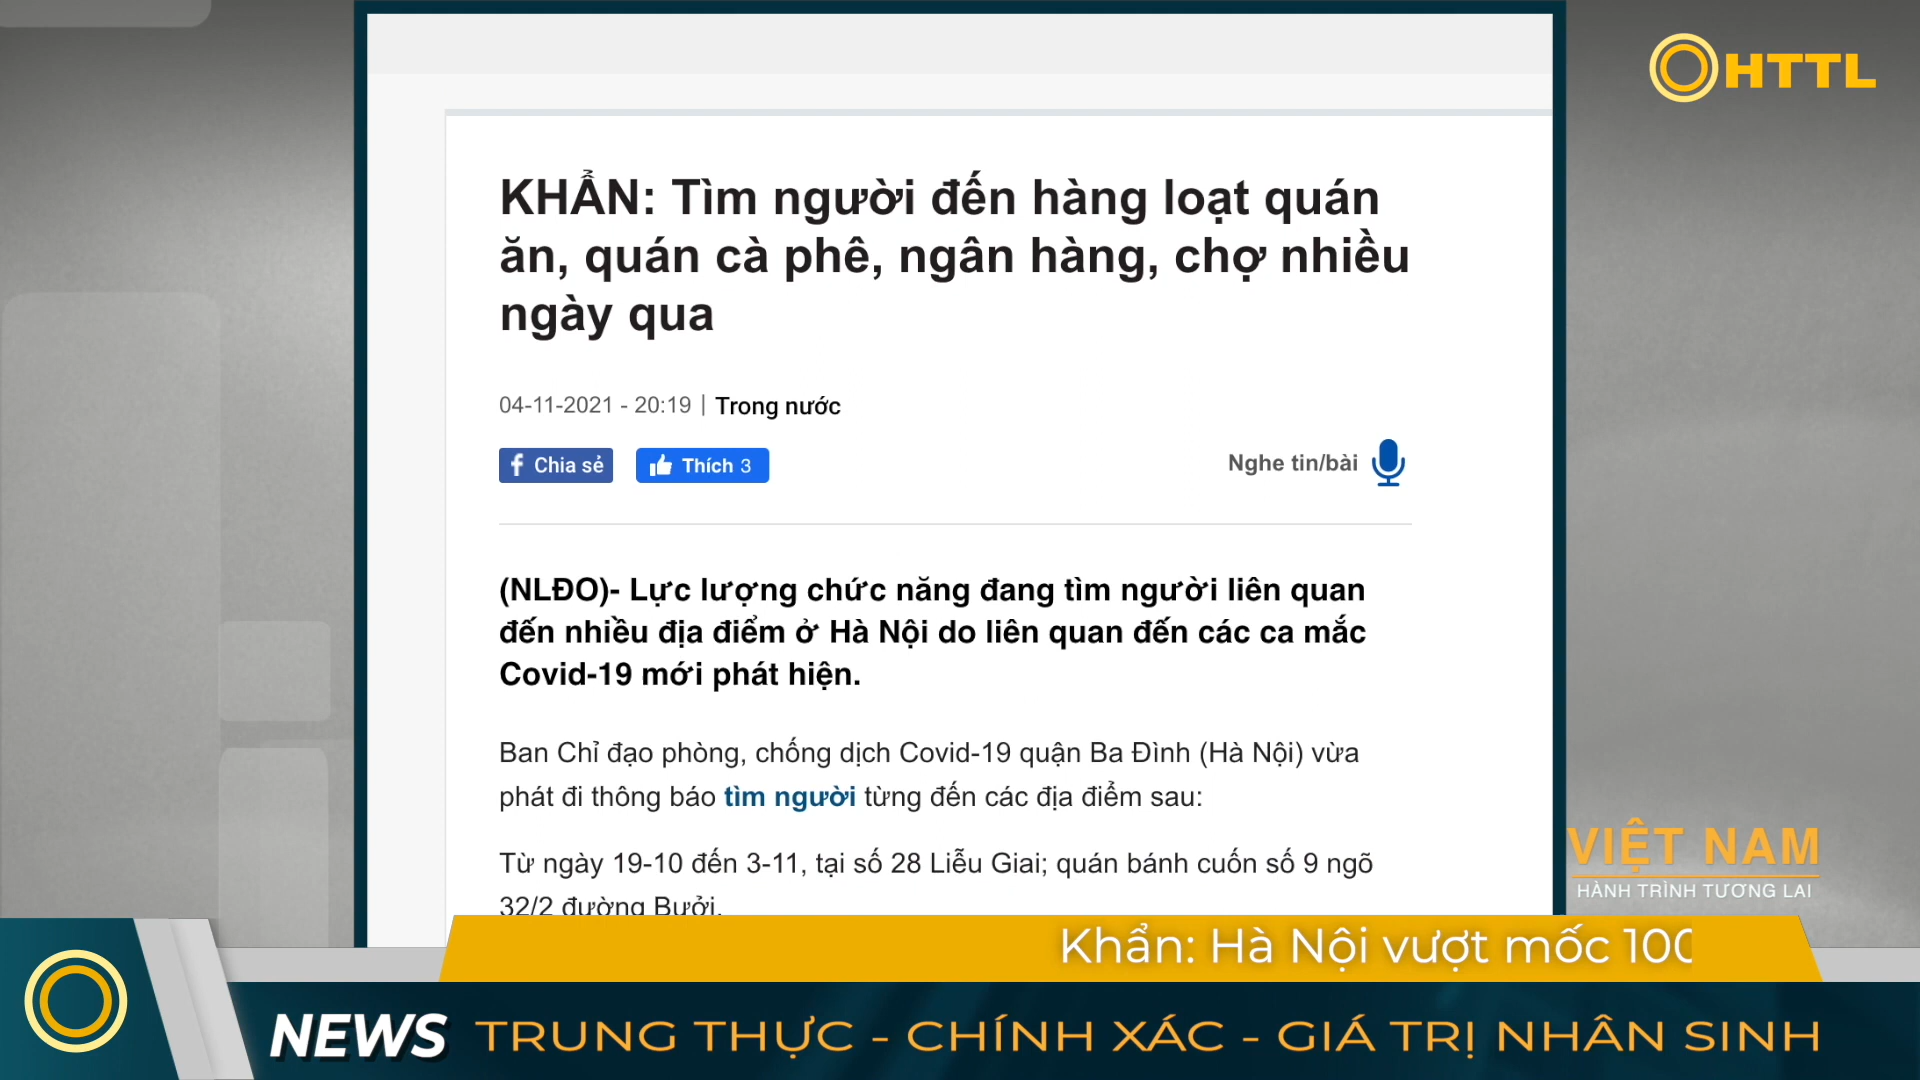 HTTL
KHẨN: Tìm người đến hàng loạt quán
ăn, quán cà phê, ngân hàng, chợ nhiều
ngày qua
04-11-2021 - 20:19 | Trong nước
Chia sẻ
Thích 3
Nghe tin/bài
(NLĐO)- Lực lượng chức năng đang tìm người liên quan
đến nhiều địa điểm ở Hà Nội do liên quan đến các ca mắc
Covid-19 mới phát hiện.
Ban Chỉ đạo phòng, chống dịch Covid-19 quận Ba Đình (Hà Nội) vừa
phát đi thông báo tìm người từng đến các địa điểm sau:
Từ ngày 19-10 đến 3-11, tại số 28 Liễu Giai; quán bánh cuốn số 9 ngõ
32/2 đường Bưởi.
VIỆT NAM
HÀNH TRÌNH TƯƠNG LAI
Khẩn: Hà Nội vượt mốc 100
NEWS TRUNG THỰC - CHÍNH XÁC - GIÁ TRỊ NHÂN SINH